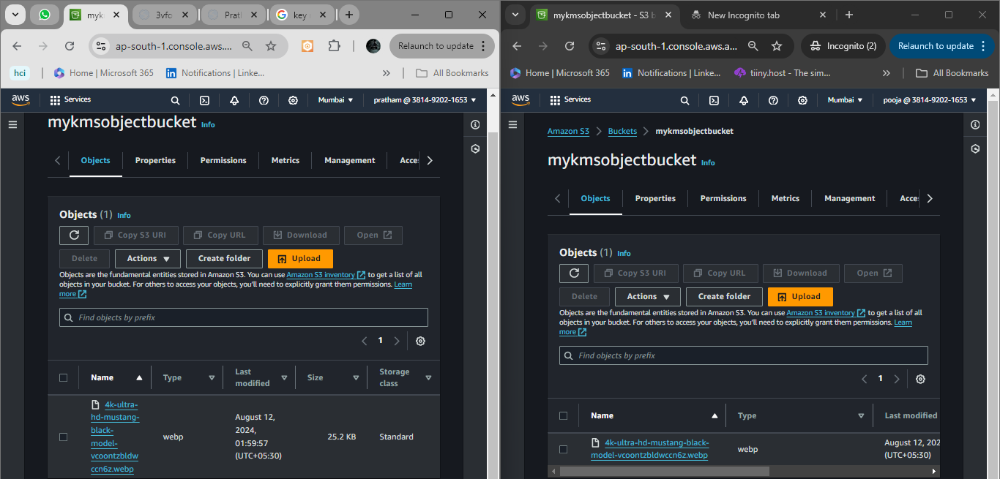 myk
3vfo
Prat
key
ap-south-1.console.aws....
Relaunch to update
hci
Home | Microsoft 365
Notifications | Linke...
All Bookmarks
aws
Services
Mumbai
pratham @ 3814-9202-1653
mykmsobjectbucket Info
Objects
Properties
Permissions
Metrics
Management
Acce
Objects (1) Info
Copy S3 URI
Copy URL
Download
Open
Delete
Actions
Create folder
Upload
Objects are the fundamental entities stored in Amazon S3. You can use Amazon S3 inventory to get a list of all
objects in your bucket. For others to access your objects, you'll need to explicitly grant them permissions. Learn
more
Find objects by prefix
1
Name
Type
Last
modified
Size
Storage
class
4k-ultra-
hd-mustang-
black-
model-
vcoontzbldw
ccn6z.webp
webp
August 12,
2024,
01:59:57
(UTC+05:30)
25.2 KB
Standard
mykmsobjectbucket - S3 b
New Incognito tab
ap-south-1.console.aws.a...
Incognito (2)
Relaunch to update
Home | Microsoft 365
Notifications | Linke...
tiiny.host - The sim...
All Bookmarks
aws
Services
Mumbai
pooja @ 3814-9202-1653
Amazon S3
Buckets
mykmsobjectbucket
mykmsobjectbucket Info
Objects
Properties
Permissions
Metrics
Management
Acce
Objects (1) Info
Copy S3 URI
Copy URL
Download
Open
Delete
Actions
Create folder
Upload
Objects are the fundamental entities stored in Amazon S3. You can use Amazon S3 inventory to get a list of all
objects in your bucket. For others to access your objects, you'll need to explicitly grant them permissions. Learn
more
Find objects by prefix
1
Name
Type
Last modified
4k-ultra-hd-mustang-black-
model-vcoontzbldwccn6z.webp
webp
August 12, 202
(UTC+05:30)